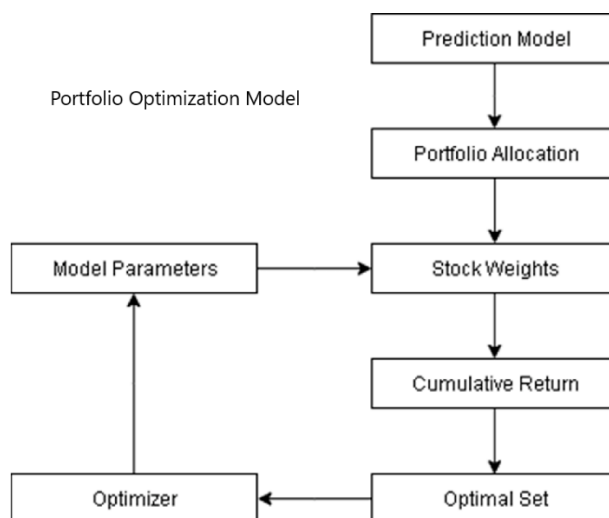 Prediction Model
Portfolio Optimization Model
Portfolio Allocation
Model Parameters
Stock Weights
Cumulative Return
Optimizer
Optimal Set